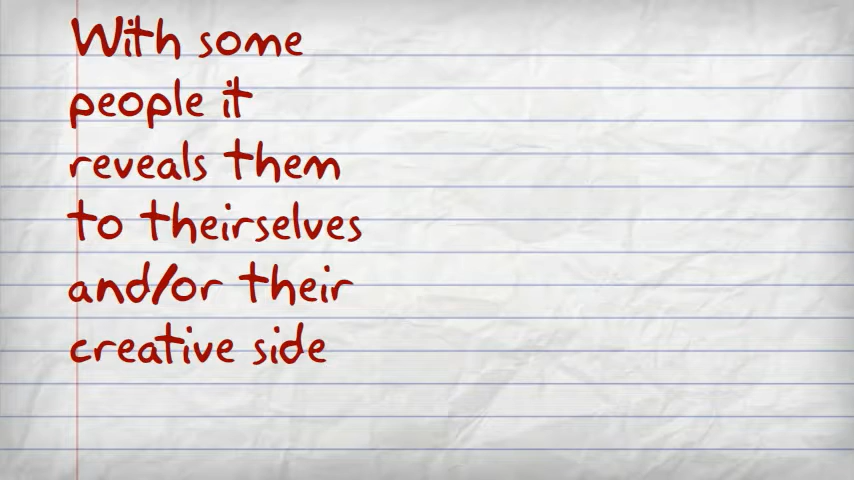 With some
people it
reveals them
to theirselves
and/or their
creative side